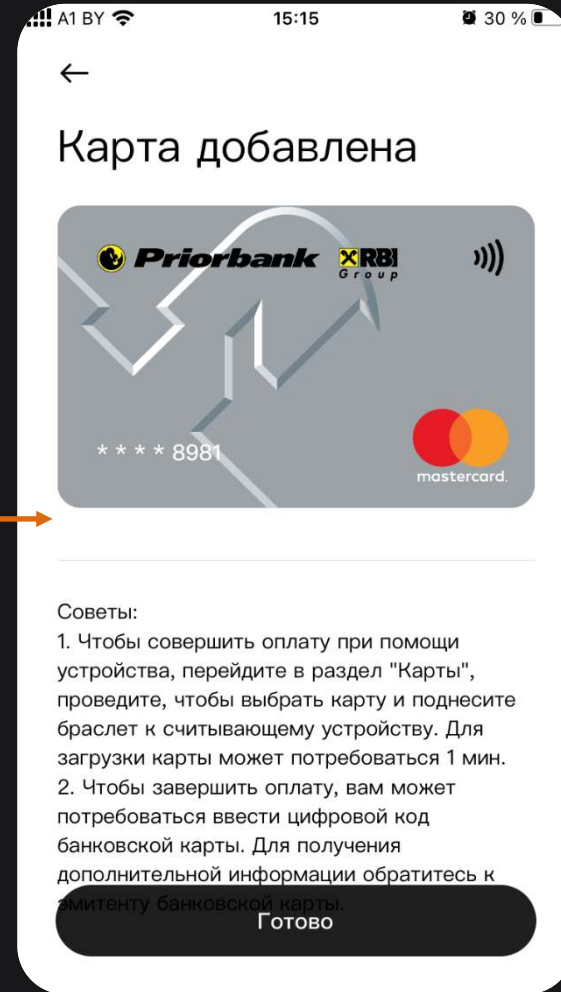 A1 BY 15:15 30 %
Карта добавлена
Priorbank RBI
Group
* * * * 8981
mastercard.
Советы:
1. Чтобы совершить оплату при помощи
устройства, перейдите в раздел "Карты",
проведите, чтобы выбрать карту и поднесите
браслет к считывающему устройству. Для
загрузки карты может потребоваться 1 мин.
2. Чтобы завершить оплату, вам может
потребоваться ввести цифровой код
банковской карты. Для получения
дополнительной информации обратитесь к
эмитенту банковской карты.
Готово